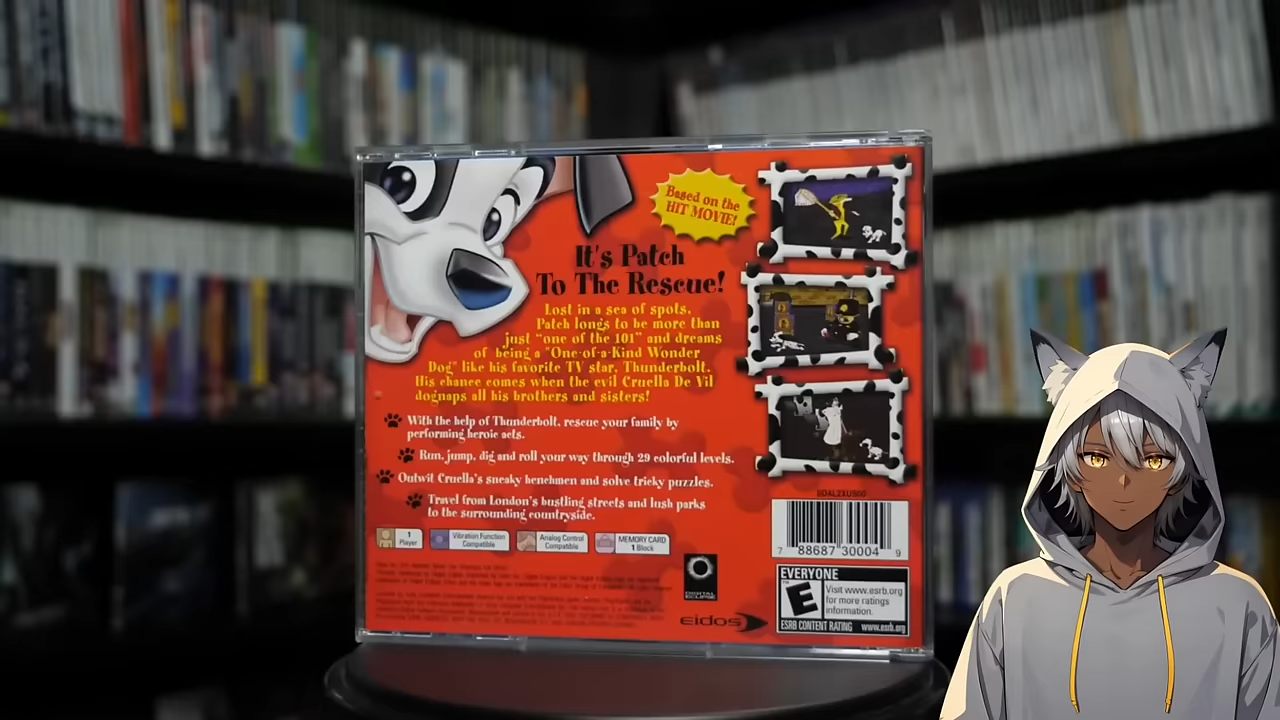 Based on the
HIT MOVIE!
It's Patch
To The Rescue!
Lost in a sea of spots,
Patch longs to be more than
just "one of the 101" and dreams
of being a "One-of-a-Kind Wonder
Dog" like his favorite TV star, Thunderbolt.
His chance comes when the evil Cruella De Vil
dognaps all his brothers and sisters!
With the help of Thunderbolt, rescue your family by
performing heroic acts.
Run, jump, dig and roll your way through 29 colorful levels.
Outwit Cruella's sneaky henchmen and solve tricky puzzles.
Travel from London's bustling streets and lush parks
to the surrounding countryside.
1
Player
Vibration Function
Compatible
Analog Control
Compatible
MEMORY CARD
1 Block
7 88687 30004 9
DIGITAL
ECLIPSE
eidos
EVERYONE
E
Visit www.esrb.org
for more ratings
information.
ESRB CONTENT RATING www.esrb.org